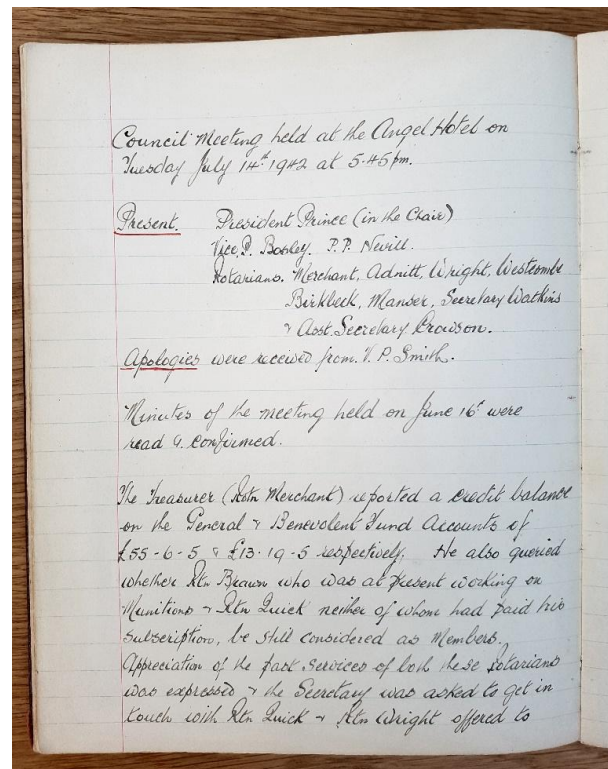 Council Meeting held at the Angel Hotel on
Tuesday July 14th 1942 at 5.45 pm.
Present. President Prince (in the Chair)
Vice P. Bosley. P.P. Nevill.
Rotarians. Merchant, Adnitt, Wright, Westcombe
Birkbeck, Manser, Secretary Watkins
& Asst. Secretary Crowson.
Apologies were received from V. P. Smith.
Minutes of the meeting held on June 16th were
read & confirmed.
The Treasurer (Rotn Merchant) reported a credit balance
on the General & Benevolent Fund Accounts of
£55-6-5 & £13-19-5 respectively. He also queried
whether Rtn Brawn who was at present working on
Munitions & Rtn Quick neither of whom had paid his
subscription, be still considered as Members.
Appreciation of the past services of both these Rotarians
was expressed & the Secretary was asked to get in
touch with Rtn Quick & Rtn Wright offered to